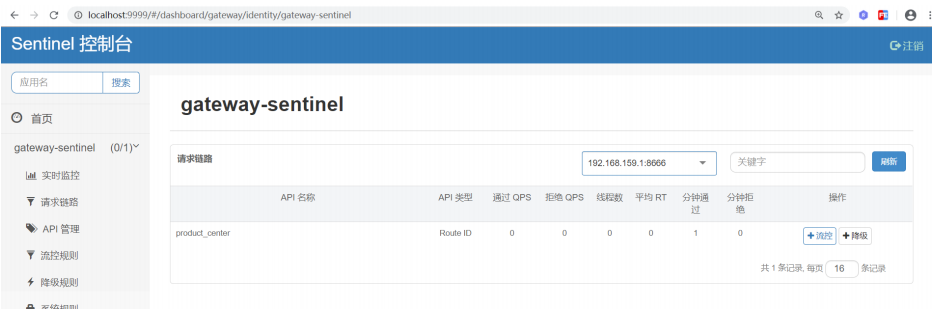 localhost:9999/#/dashboard/gateway/identity/gateway-sentinel
Sentinel 控制台
注销
应用名 搜索
首页
gateway-sentinel (0/1)
实时监控
请求链路
API 管理
流控规则
降级规则
系统规则
gateway-sentinel
请求链路 192.168.159.1:8666 关键字 刷新
API 名称 API 类型 通过 QPS 拒绝 QPS 线程数 平均 RT 分钟通过 分钟拒绝 操作
product_center Route ID 0 0 0 0 1 0 +流控 +降级
共 1 条记录, 每页 16 条记录